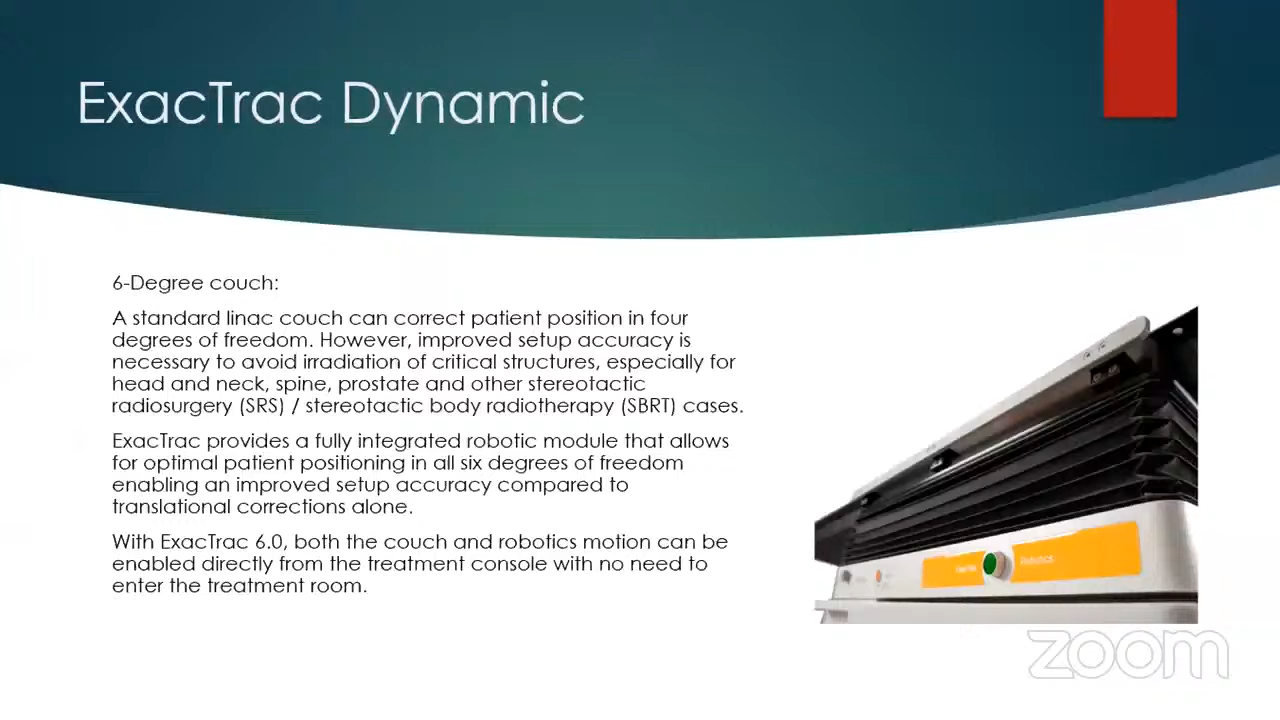 ExacTrac Dynamic
6-Degree couch:
A standard linac couch can correct patient position in four
degrees of freedom. However, improved setup accuracy is
necessary to avoid irradiation of critical structures, especially for
head and neck, spine, prostate and other stereotactic
radiosurgery (SRS) / stereotactic body radiotherapy (SBRT) cases.
ExacTrac provides a fully integrated robotic module that allows
for optimal patient positioning in all six degrees of freedom
enabling an improved setup accuracy compared to
translational corrections alone.
With ExacTrac 6.0, both the couch and robotics motion can be
enabled directly from the treatment console with no need to
enter the treatment room.
Robotics
zoom